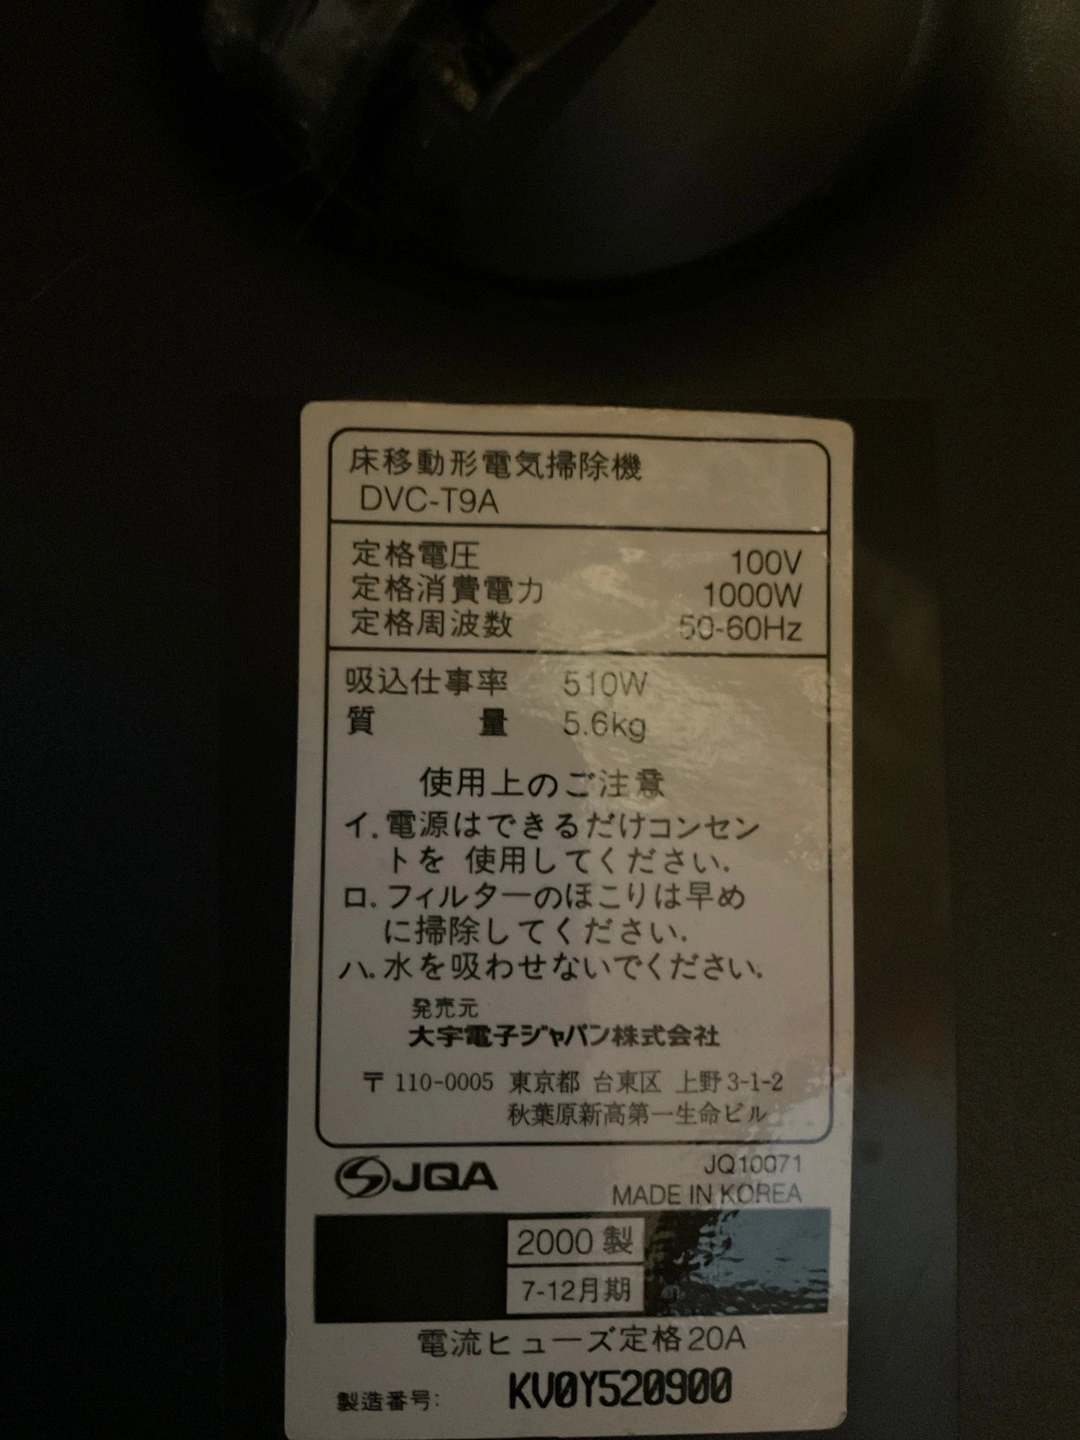 床移動形電気掃除機
DVC-T9A
定格電圧 100V
定格消費電力 1000W
定格周波数 50-60Hz
吸込仕事率 510W
質 量 5.6kg
使用上のご注意
イ.電源はできるだけコンセン
トを 使用してください.
ロ.フィルターのほこりは早め
に掃除してください.
ハ.水を吸わせないでください.
発売元
大宇電子ジャパン株式会社
〒110-0005 東京都 台東区 上野3-1-2
秋葉原新高第一生命ビル
JQA JQ10071
MADE IN KOREA
2000 製
7-12月期
電流ヒューズ定格20A
製造番号: KV0Y520900